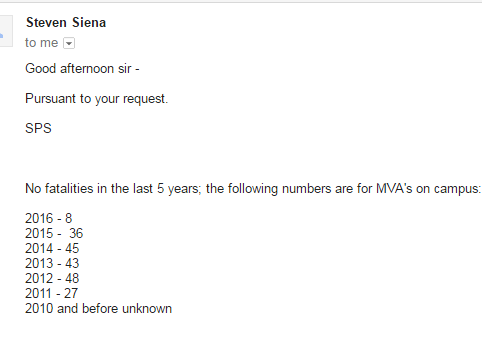 Steven Siena
to me
Good afternoon sir -
Pursuant to your request.
SPS
No fatalities in the last 5 years; the following numbers are for MVA's on campus:
2016 - 8
2015 -  36
2014 - 45
2013 - 43
2012 - 48
2011 - 27
2010 and before unknown